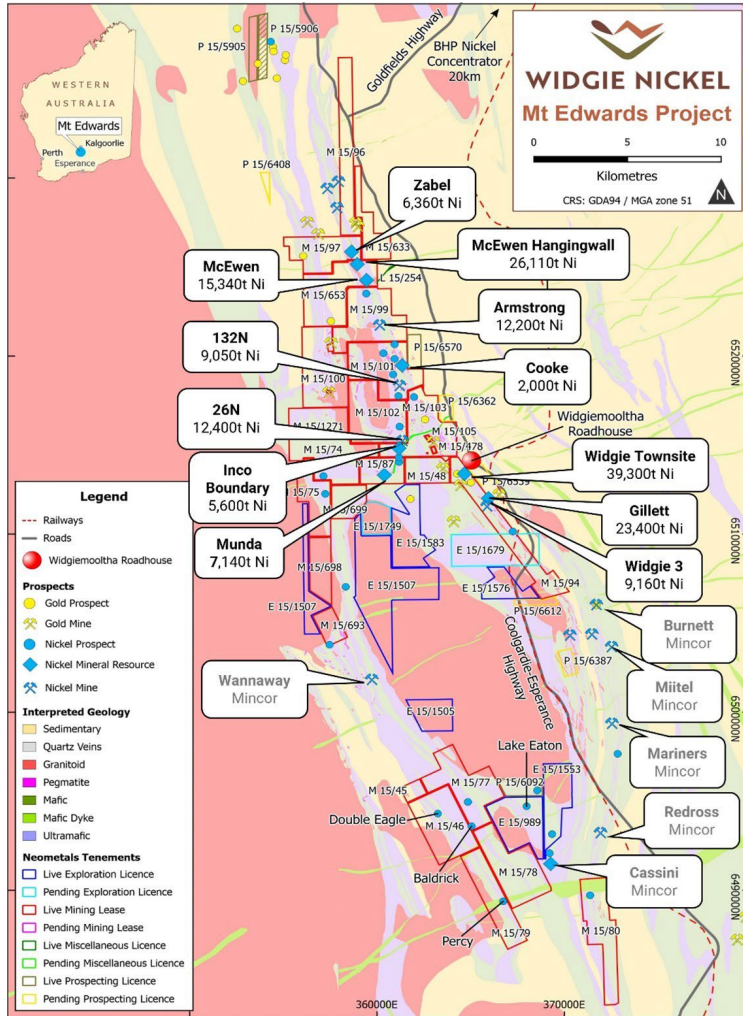 P 15/5906
P 15/5905
Goldfields Highway
BHP Nickel
Concentrator
20km
WIDGIE NICKEL
Mt Edwards Project
0
5
10
Kilometres
CRS: GDA94 / MGA zone 51
N
WESTERN
AUSTRALIA
Mt Edwards
Kalgoorlie
Perth
Esperance
P 15/6408
M 15/96
Zabel
6,360t Ni
M 15/97
M 15/633
McEwen Hangingwall
26,110t Ni
McEwen
15,340t Ni
L 15/254
M 15/653
M 15/99
Armstrong
12,200t Ni
132N
9,050t Ni
P 15/6570
M 15/101
M 15/100
Cooke
2,000t Ni
6520000N
P 15/6362
M 15/102
M 15/103
26N
12,400t Ni
M 15/1271
M 15/105
M 15/478
Widgiemooltha
Roadhouse
M 15/74
M 15/87
M 15/48
Inco
Boundary
5,600t Ni
Widgie Townsite
39,300t Ni
P 15/6539
M 15/75
M 15/699
Gillett
23,400t Ni
Munda
7,140t Ni
E 15/1749
E 15/1583
6510000N
Widgie 3
9,160t Ni
E 15/1679
M 15/698
E 15/1507
E 15/1576
M 15/94
E 15/1507
P 15/6612
M 15/693
Burnett
Mincor
Coolgardie-Esperance
Highway
P 15/6387
Miitel
Mincor
Wannaway
Mincor
E 15/1505
6500000N
Mariners
Mincor
Lake Eaton
E 15/1553
M 15/45
M 15/77
P 15/6092
Redross
Mincor
Double Eagle
M 15/46
E 15/989
Baldrick
M 15/78
Cassini
Mincor
6490000N
Percy
M 15/79
M 15/80
360000E
370000E
Legend
Railways
Roads
Widgiemooltha Roadhouse
Prospects
Gold Prospect
Gold Mine
Nickel Prospect
Nickel Mineral Resource
Nickel Mine
Interpreted Geology
Sedimentary
Quartz Veins
Granitoid
Pegmatite
Mafic
Mafic Dyke
Ultramafic
Neometals Tenements
Live Exploration Licence
Pending Exploration Licence
Live Mining Lease
Pending Mining Lease
Live Miscellaneous Licence
Pending Miscellaneous Licence
Live Prospecting Licence
Pending Prospecting Licence